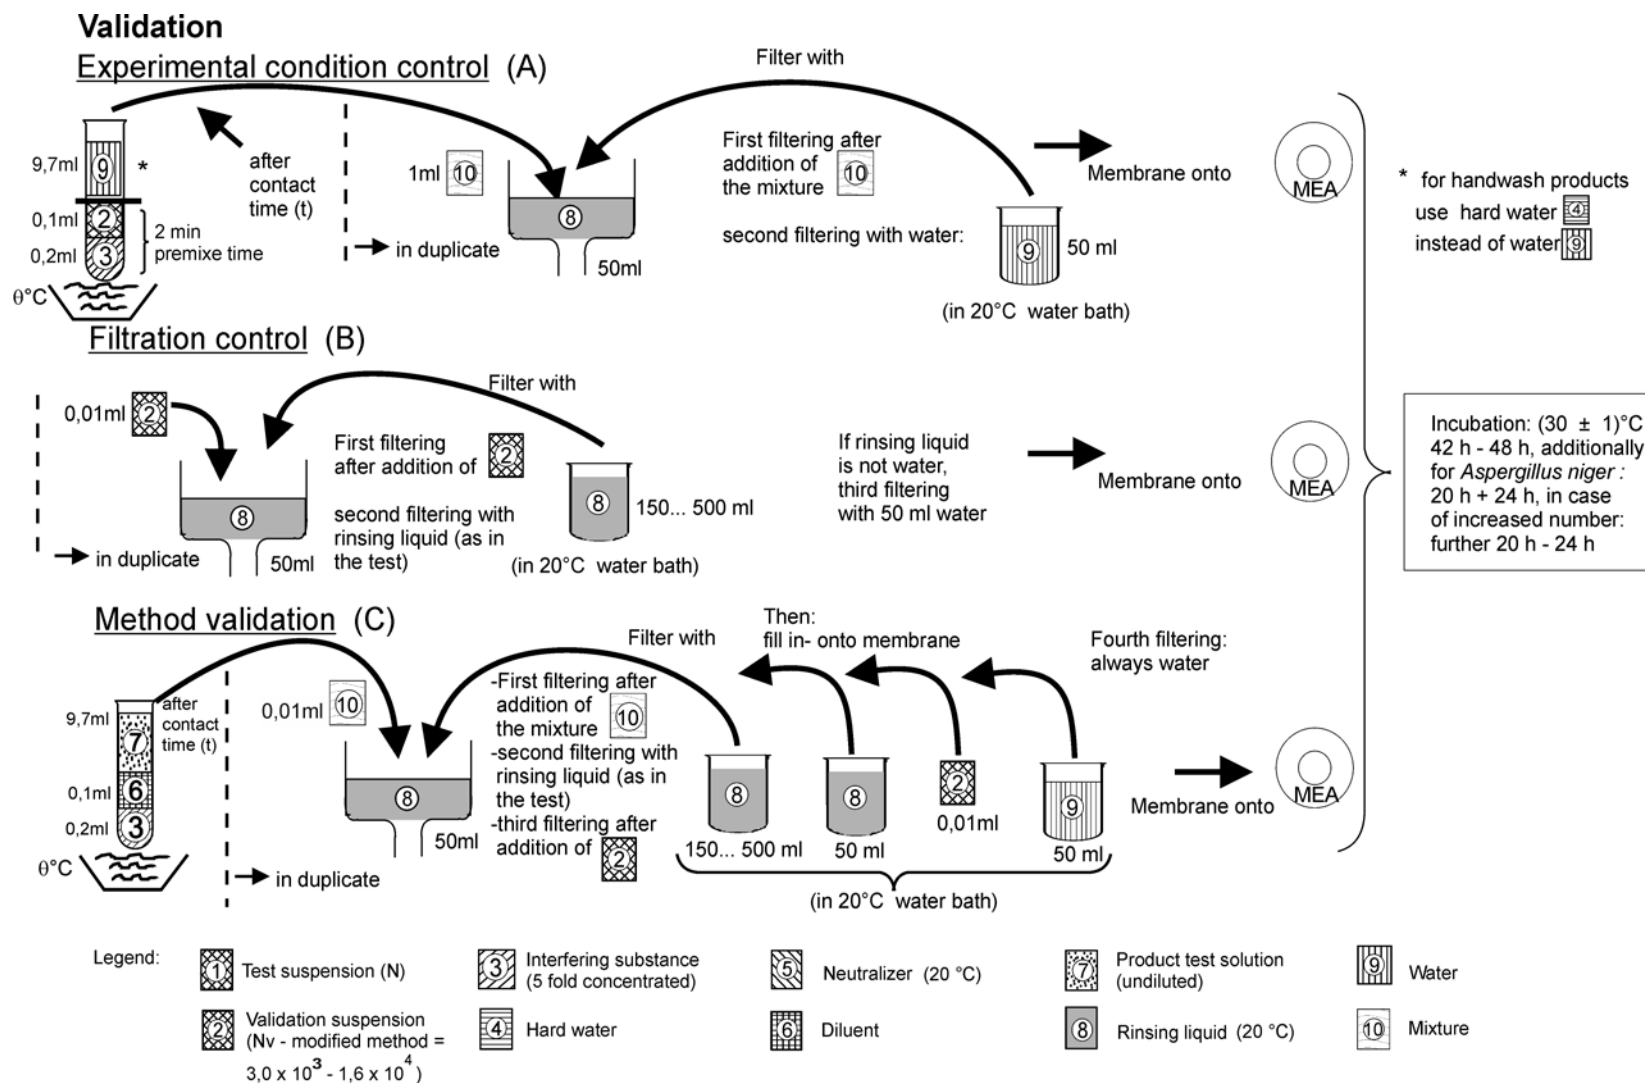 Validation
Experimental condition control (A)
Filter with
9,7ml
9
*
0,1ml
2
0,2ml
3
2 min
premixe time
θ°C
after
contact
time (t)
1ml
10
in duplicate
8
50ml
First filtering after
addition of
the mixture
10
second filtering with water:
9
50 ml
(in 20°C water bath)
Membrane onto
MEA
* for handwash products
use hard water
4
instead of water
9
Filtration control (B)
Filter with
0,01ml
2
in duplicate
8
50ml
First filtering
after addition of
2
second filtering with
rinsing liquid (as in
the test)
8
150... 500 ml
(in 20°C water bath)
If rinsing liquid
is not water,
third filtering
with 50 ml water
Membrane onto
MEA
Incubation: (30 ± 1)°C
42 h - 48 h, additionally
for Aspergillus niger :
20 h + 24 h, in case
of increased number:
further 20 h - 24 h
Method validation (C)
Filter with
Then:
fill in- onto membrane
Fourth filtering:
always water
9,7ml
7
0,1ml
6
0,2ml
3
θ°C
after
contact
time (t)
0,01ml
10
in duplicate
8
50ml
-First filtering after
addition of
the mixture
10
-second filtering with
rinsing liquid (as in
the test)
-third filtering after
addition of
2
8
150... 500 ml
8
50 ml
2
0,01ml
9
50 ml
(in 20°C water bath)
Membrane onto
MEA
Legend:
1
Test suspension (N)
3
Interfering substance
(5 fold concentrated)
5
Neutralizer (20 °C)
7
Product test solution
(undiluted)
9
Water
2
Validation suspension
(Nv - modified method =
3,0 x 10³ - 1,6 x 10⁴ )
4
Hard water
6
Diluent
8
Rinsing liquid (20 °C)
10
Mixture